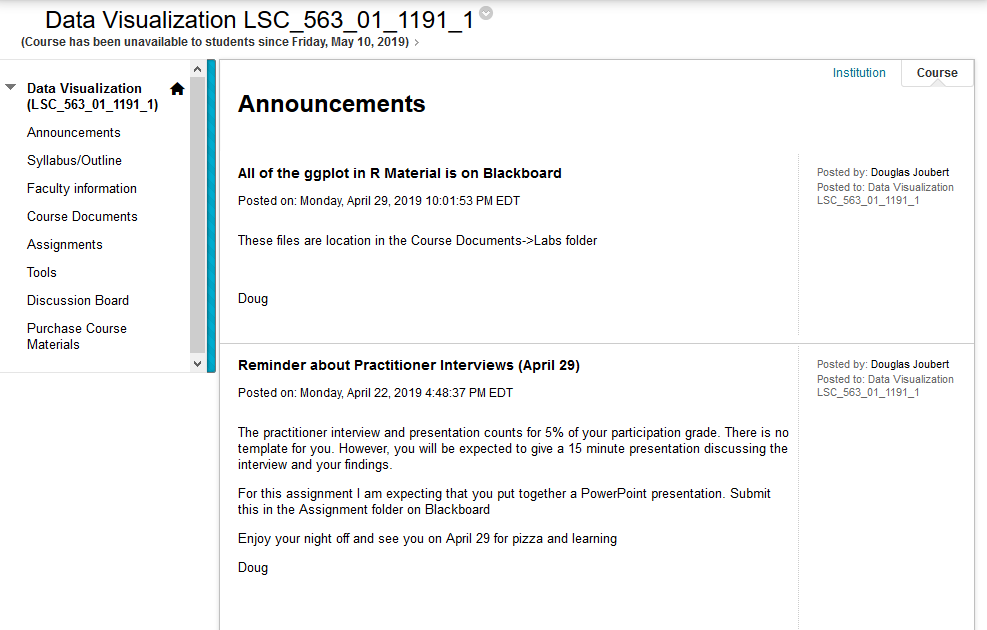 Data Visualization LSC_563_01_1191_1
(Course has been unavailable to students since Friday, May 10, 2019)
Data Visualization
(LSC_563_01_1191_1)
Announcements
Syllabus/Outline
Faculty information
Course Documents
Assignments
Tools
Discussion Board
Purchase Course
Materials
Institution
Course
Announcements
All of the ggplot in R Material is on Blackboard
Posted on: Monday, April 29, 2019 10:01:53 PM EDT
These files are location in the Course Documents->Labs folder
Doug
Posted by: Douglas Joubert
Posted to: Data Visualization
LSC_563_01_1191_1
Reminder about Practitioner Interviews (April 29)
Posted on: Monday, April 22, 2019 4:48:37 PM EDT
The practitioner interview and presentation counts for 5% of your participation grade. There is no
template for you. However, you will be expected to give a 15 minute presentation discussing the
interview and your findings.
For this assignment I am expecting that you put together a PowerPoint presentation. Submit
this in the Assignment folder on Blackboard
Enjoy your night off and see you on April 29 for pizza and learning
Doug
Posted by: Douglas Joubert
Posted to: Data Visualization
LSC_563_01_1191_1